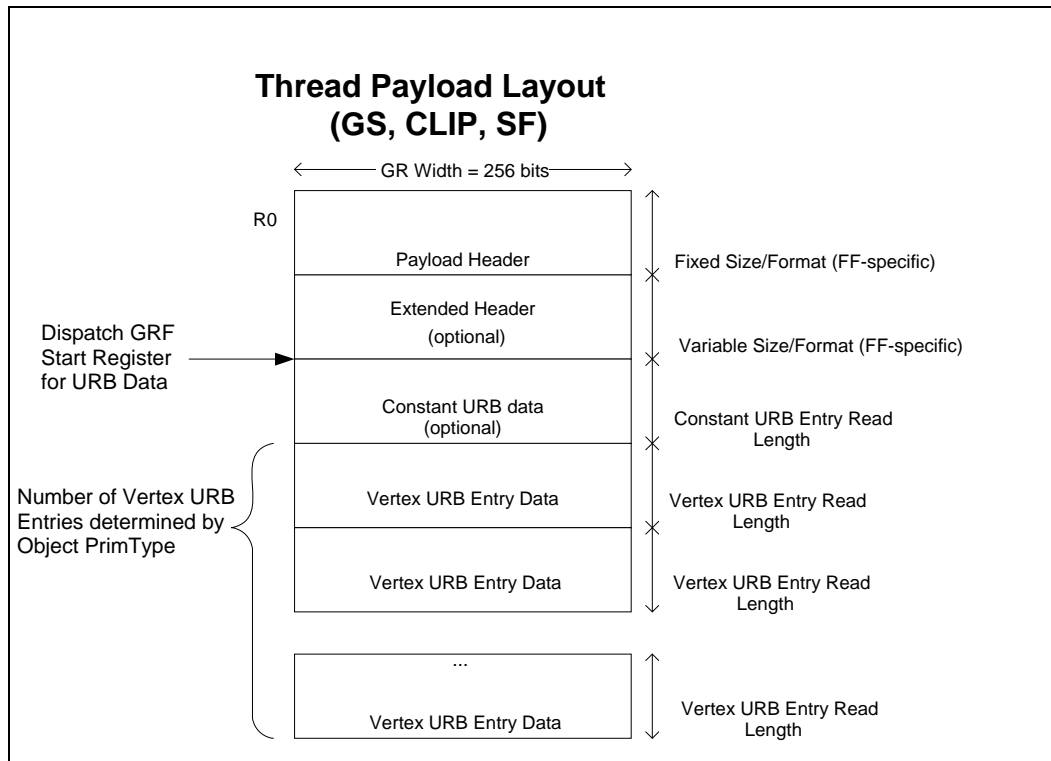 Thread Payload Layout
(GS, CLIP, SF)
GR Width = 256 bits
R0
Payload Header
Fixed Size/Format (FF-specific)
Extended Header
(optional)
Dispatch GRF
Start Register
for URB Data
Variable Size/Format (FF-specific)
Constant URB data
(optional)
Constant URB Entry Read
Length
Number of Vertex URB
Entries determined by
Object PrimType
Vertex URB Entry Data
Vertex URB Entry Read
Length
Vertex URB Entry Data
Vertex URB Entry Read
Length
...
Vertex URB Entry Data
Vertex URB Entry Read
Length